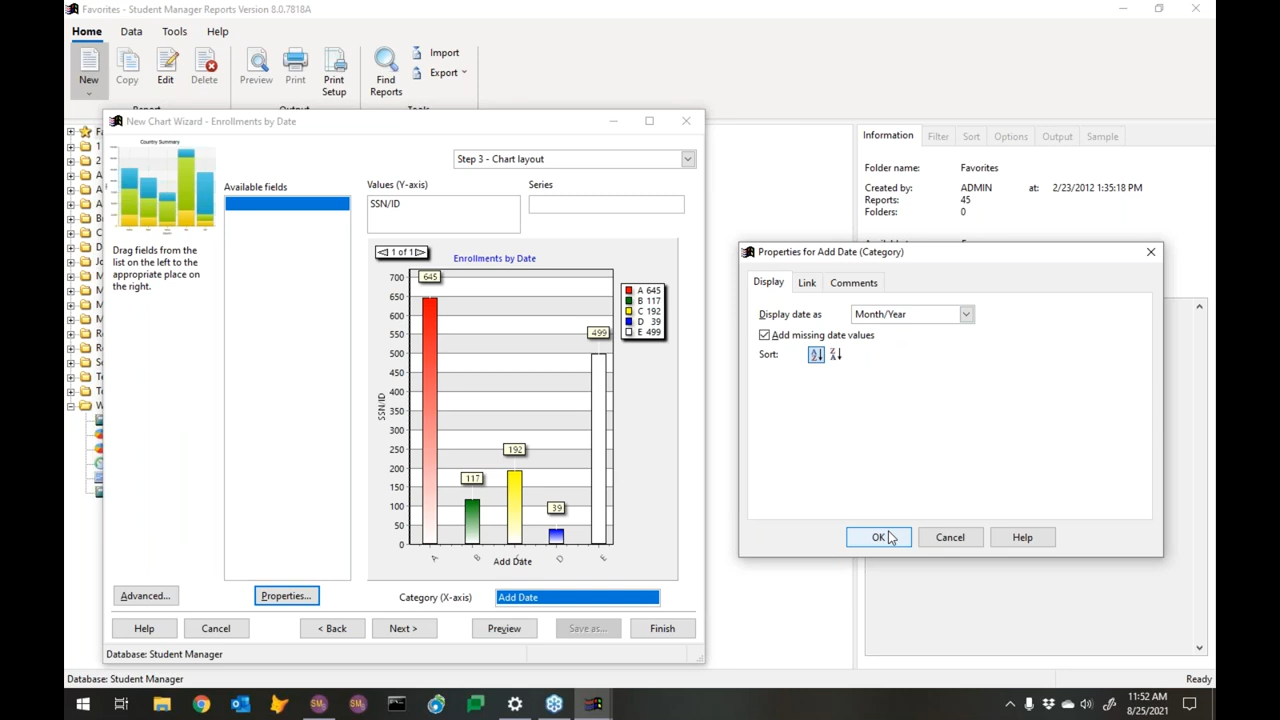 Favorites - Student Manager Reports Version 8.0.7818A
Home Data Tools Help
New
Copy
Edit
Delete
Preview
Print
Print
Setup
Find
Reports
Import
Export
New Chart Wizard - Enrollments by Date
Country Summary
Drag fields from the
list on the left to the
appropriate place on
the right.
Step 3 - Chart layout
Available fields
Values (Y-axis)
Series
SSN/ID
1 of 1
Enrollments by Date
700
650
600
550
500
450
400
350
300
250
200
150
100
50
0
SSN/ID
645
117
192
39
499
A 645
B 117
C 192
D 39
E 499
A
B
D
E
Add Date
Advanced...
Properties...
Category (X-axis)
Add Date
Help
Cancel
< Back
Next >
Preview
Save as...
Finish
Database: Student Manager
Information Filter Sort Options Output Sample
Folder name: Favorites
Created by: ADMIN at: 2/23/2012 1:35:18 PM
Reports: 45
Folders: 0
Properties for Add Date (Category)
Display Link Comments
Display date as Month/Year
Add missing date values
Sort:
OK
Cancel
Help
Database: Student Manager
Ready
11:52 AM
8/25/2021